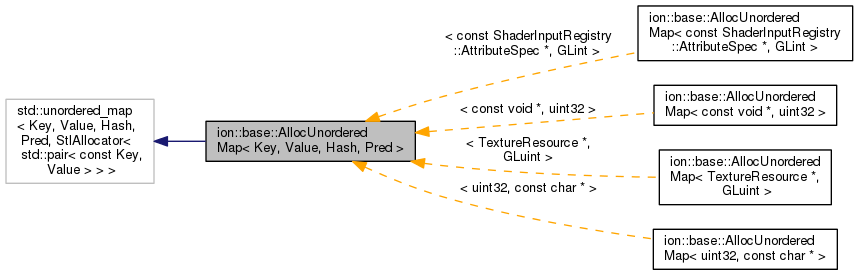 std::unordered_map
< Key, Value, Hash,
Pred, StlAllocator<
std::pair< const Key,
Value > > >
ion::base::AllocUnordered
Map< Key, Value, Hash, Pred >
< const ShaderInputRegistry
::AttributeSpec *, GLint >
< const void *, uint32 >
< TextureResource *,
GLuint >
< uint32, const char * >
ion::base::AllocUnordered
Map< const ShaderInputRegistry
::AttributeSpec *, GLint >
ion::base::AllocUnordered
Map< const void *, uint32 >
ion::base::AllocUnordered
Map< TextureResource *,
GLuint >
ion::base::AllocUnordered
Map< uint32, const char * >